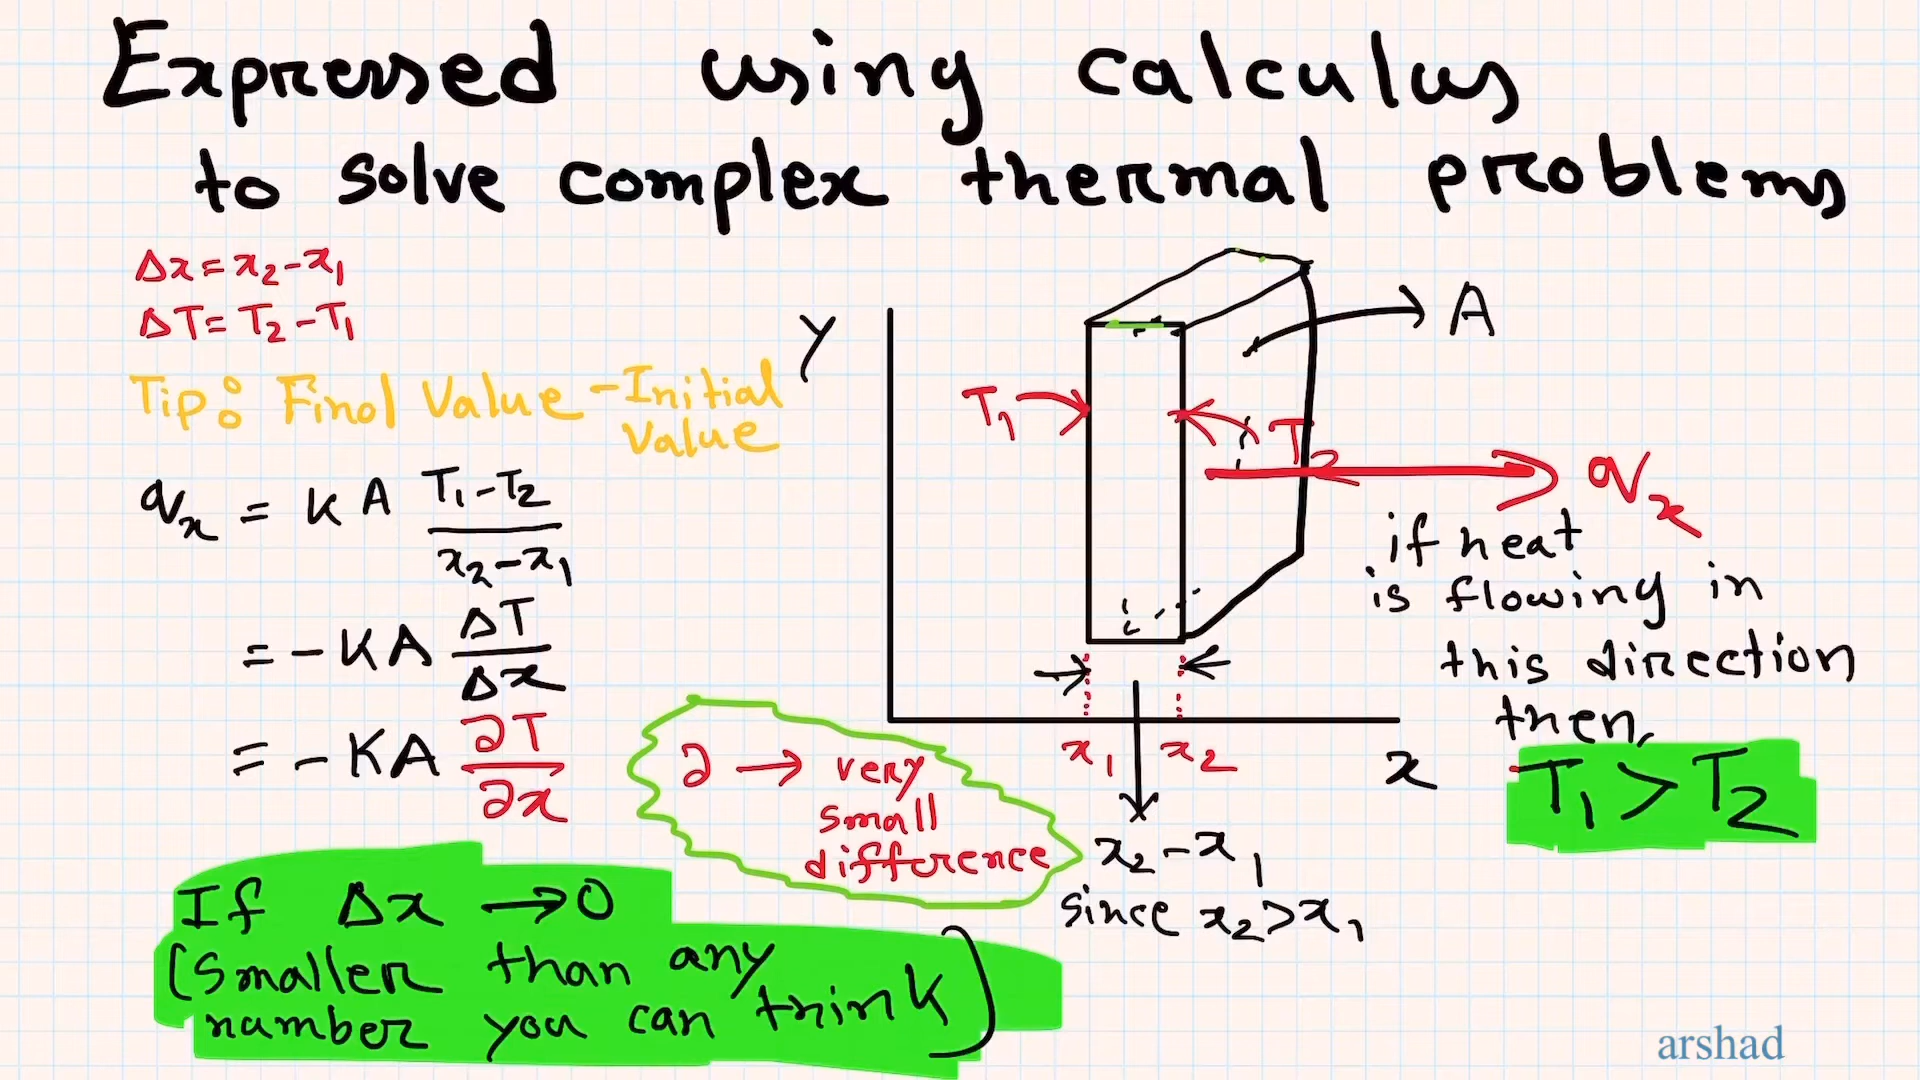 Expressed using calculus
to solve complex thermal problems
Δx = x₂ - x₁
ΔT = T₂ - T₁
Tip: Final Value - Initial
Value
qₓ = K A (T₁ - T₂)/(x₂ - x₁)
= - K A ΔT/Δx
= - K A ∂T/∂x
∂ → very
small
difference
If Δx → 0
(Smaller than any
number you can think)
Y
A
T₁
T₂
qₓ
if heat
is flowing in
this direction
then,
T₁ > T₂
x₁ x₂
x
x₂ - x₁
since x₂ > x₁
arshad